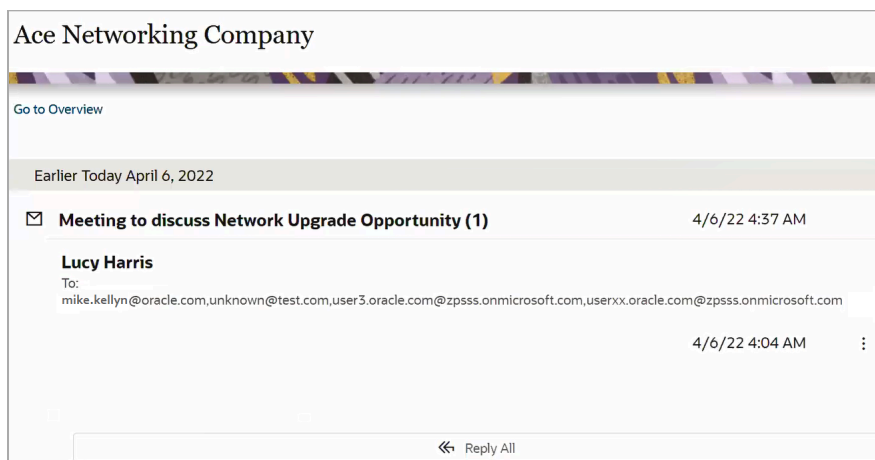 Ace Networking Company
Go to Overview
Earlier Today April 6, 2022
Meeting to discuss Network Upgrade Opportunity (1) 4/6/22 4:37 AM
Lucy Harris
To:
mike.kellyn@oracle.com,unknown@test.com,user3.oracle.com@zpsss.onmicrosoft.com,userxx.oracle.com@zpsss.onmicrosoft.com
4/6/22 4:04 AM
Reply All